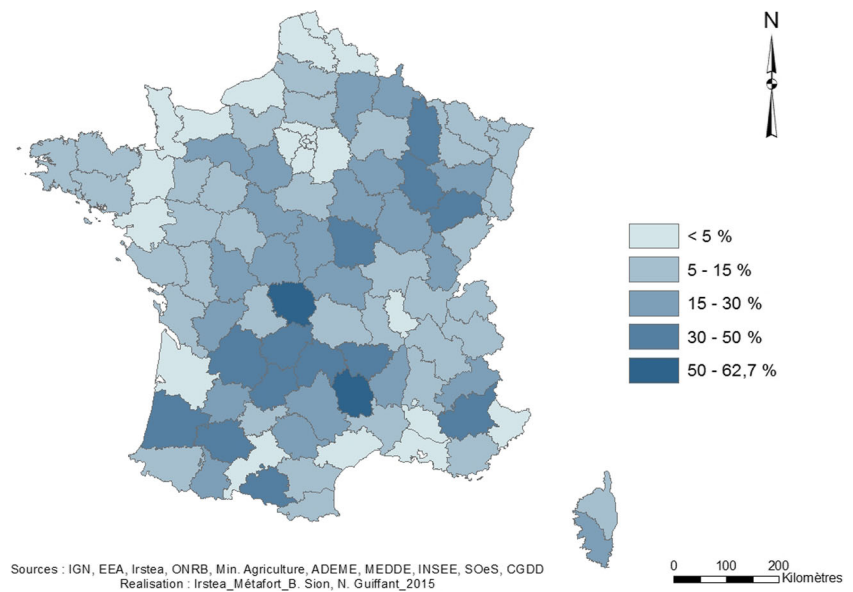 N
< 5 %
5 - 15 %
15 - 30 %
30 - 50 %
50 - 62,7 %
Sources : IGN, EEA, Irstea, ONRB, Min. Agriculture, ADEME, MEDDE, INSEE, SOeS, CGDD
Realisation : Irstea_Métafort_B. Sion, N. Guiffant_2015
0 100 200
Kilomètres